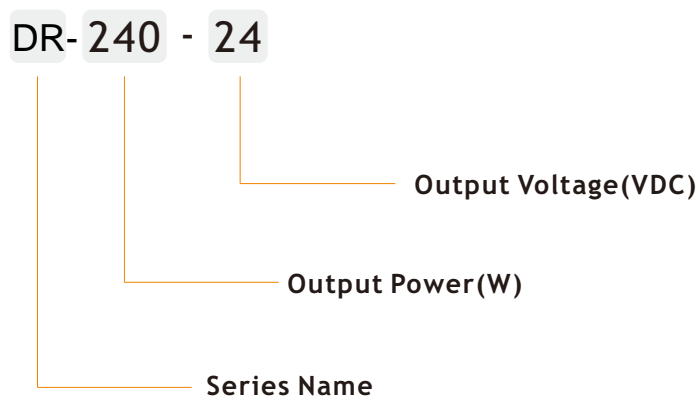 DR- 240 - 24
Output Voltage(VDC)
Output Power(W)
Series Name